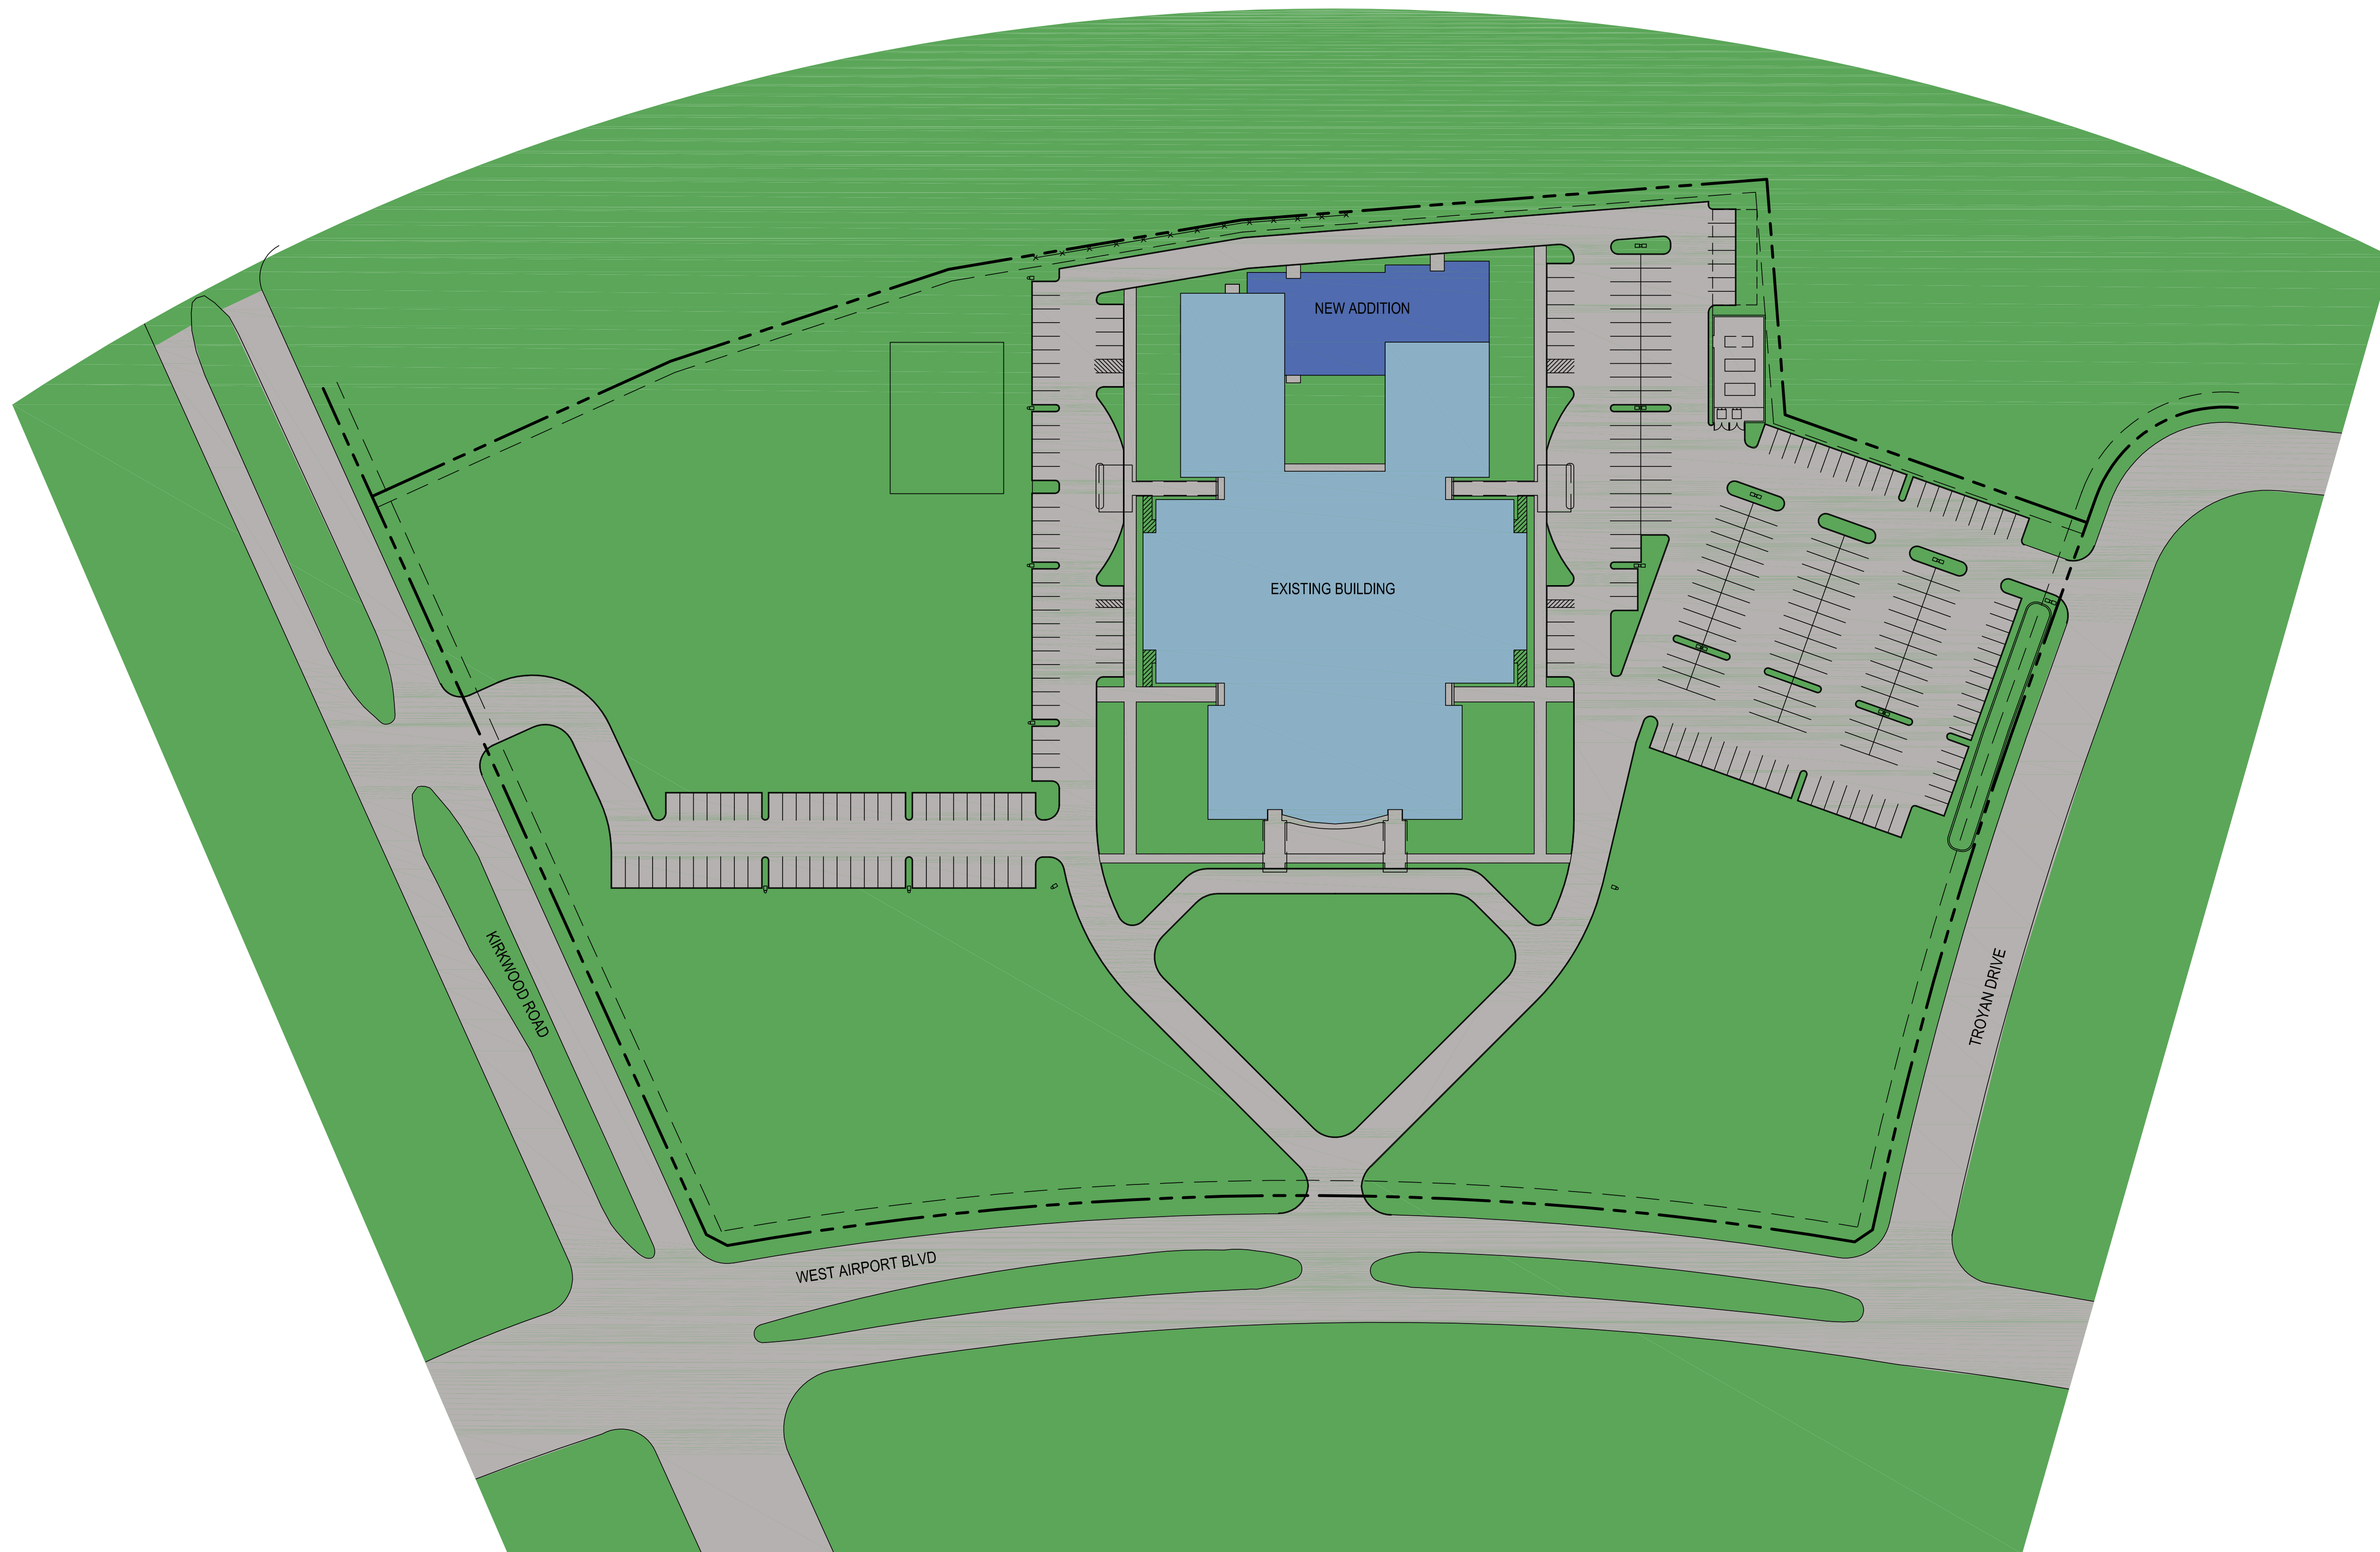 NEW ADDITION
EXISTING BUILDING
KIRKWOOD ROAD
TROYAN DRIVE
WEST AIRPORT BLVD